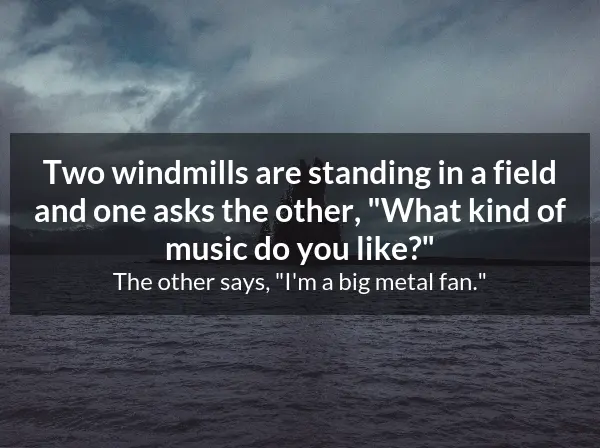 Two windmills are standing in a field
and one asks the other, "What kind of
music do you like?"
The other says, "I'm a big metal fan."